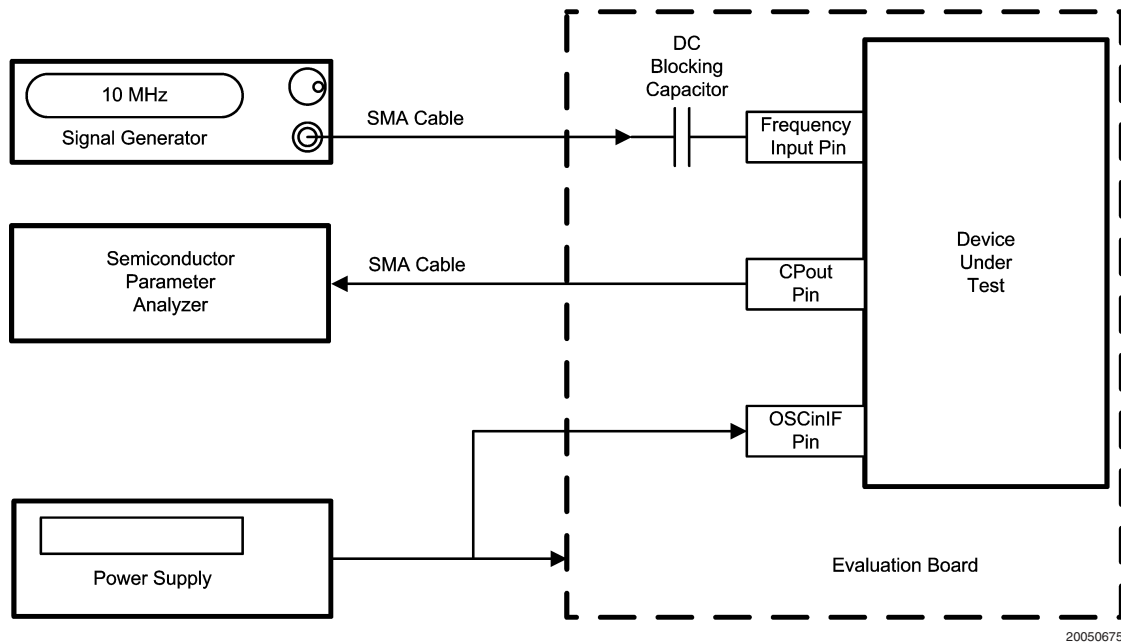 10 MHz
Signal Generator
SMA Cable
DC
Blocking
Capacitor
Frequency
Input Pin
Semiconductor
Parameter
Analyzer
SMA Cable
CPout
Pin
Device
Under
Test
OSCinIF
Pin
Power Supply
Evaluation Board
20050675